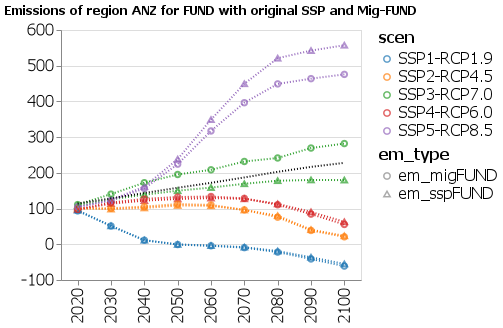 Emissions of region ANZ for FUND with original SSP and Mig-FUND
600
500
400
300
200
100
0
-100
2020
2030
2040
2050
2060
2070
2080
2090
2100
scen
SSP1-RCP1.9
SSP2-RCP4.5
SSP3-RCP7.0
SSP4-RCP6.0
SSP5-RCP8.5
em_type
em_migFUND
em_sspFUND